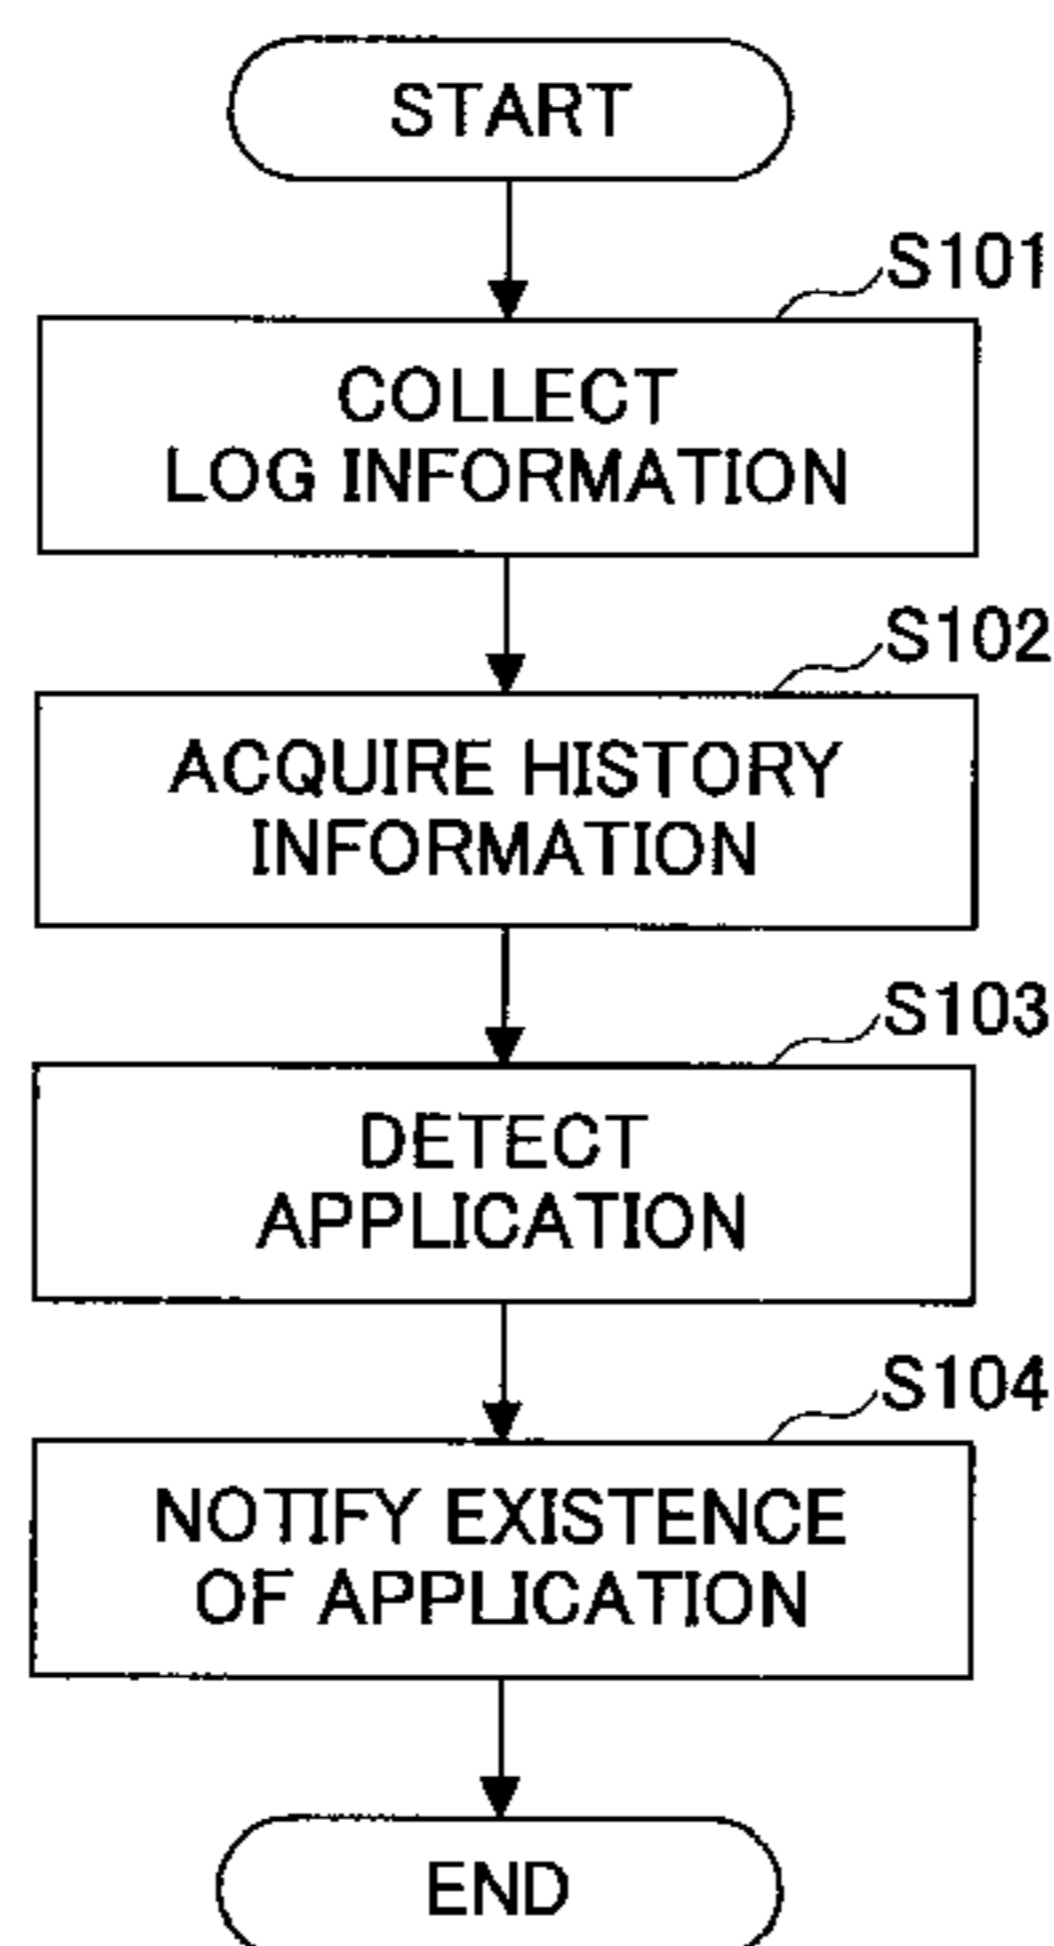 START
S101
COLLECT
LOG INFORMATION
S102
ACQUIRE HISTORY
INFORMATION
S103
DETECT
APPLICATION
S104
NOTIFY EXISTENCE
OF APPLICATION
END